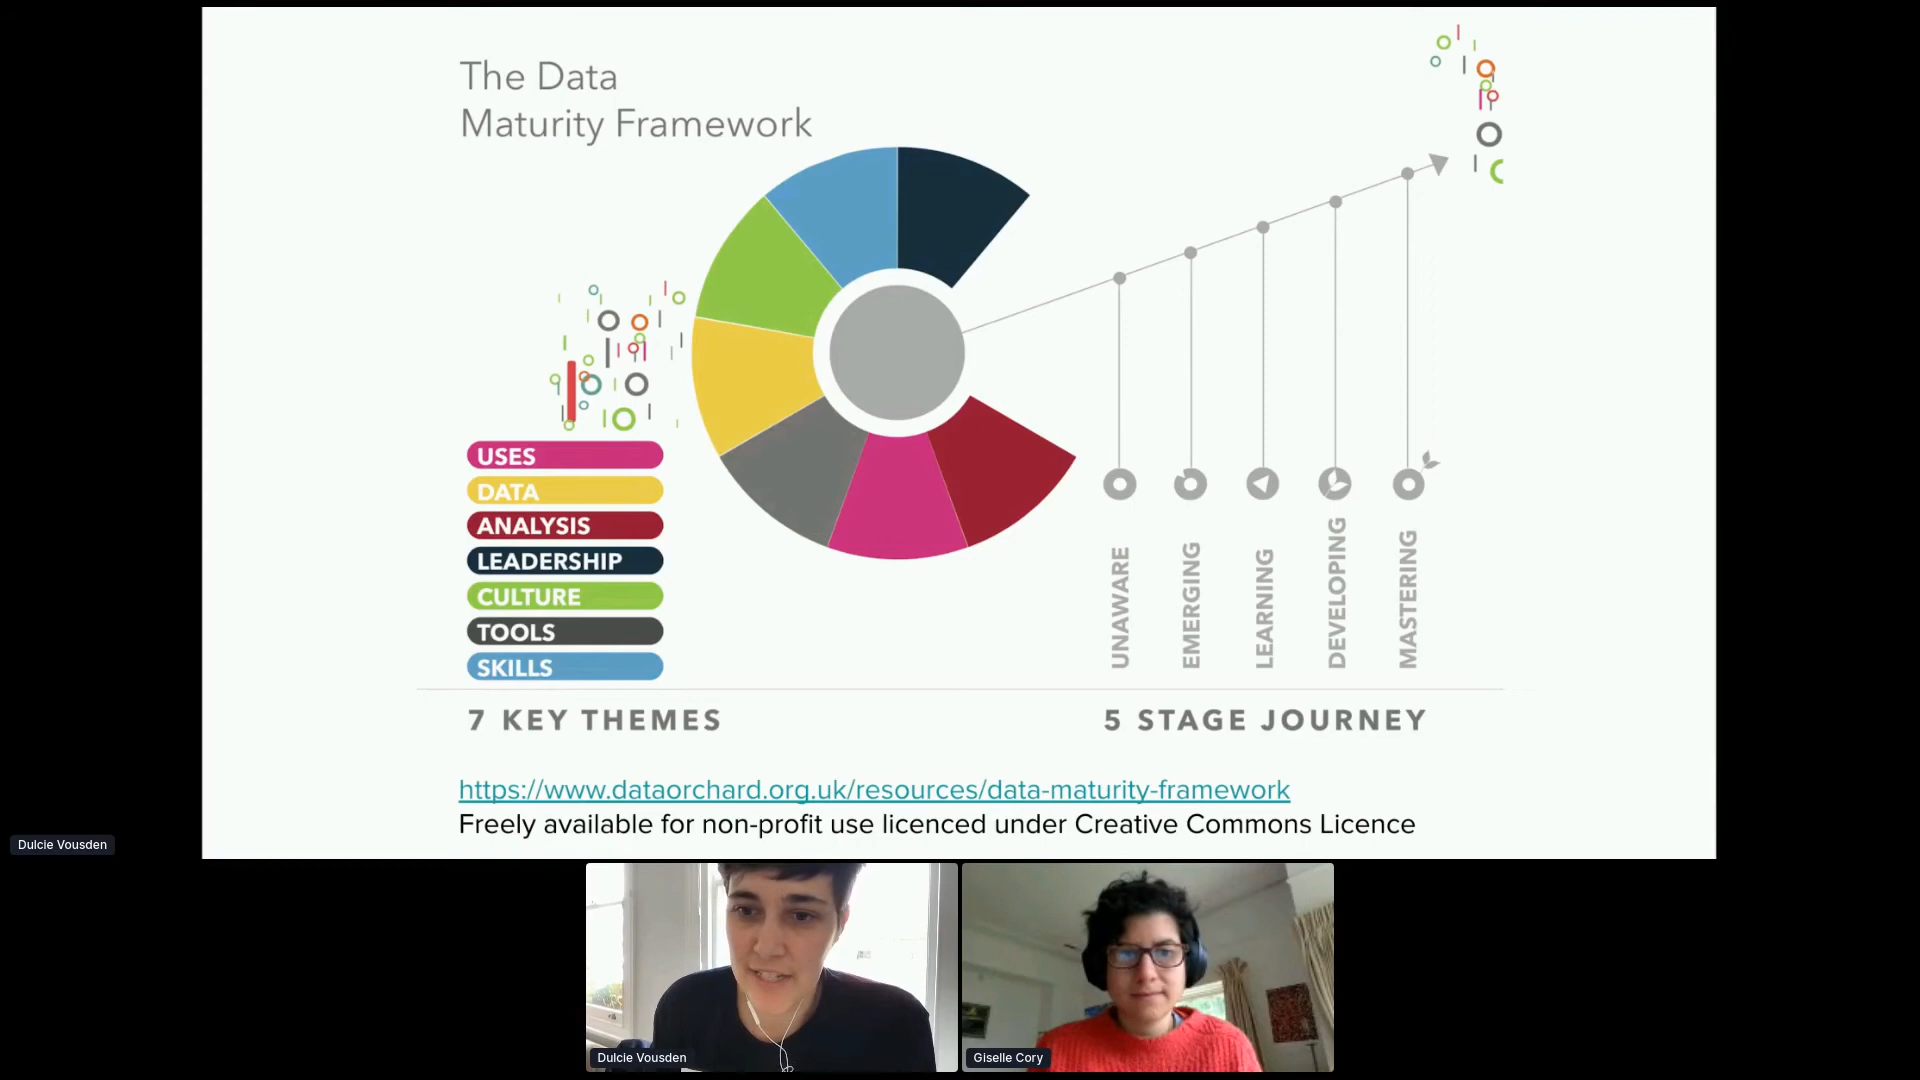 The Data
Maturity Framework
USES
DATA
ANALYSIS
LEADERSHIP
CULTURE
TOOLS
SKILLS
UNAWARE
EMERGING
LEARNING
DEVELOPING
MASTERING
7 KEY THEMES
5 STAGE JOURNEY
https://www.dataorchard.org.uk/resources/data-maturity-framework
Freely available for non-profit use licenced under Creative Commons Licence
Dulcie Vousden
Dulcie Vousden
Giselle Cory